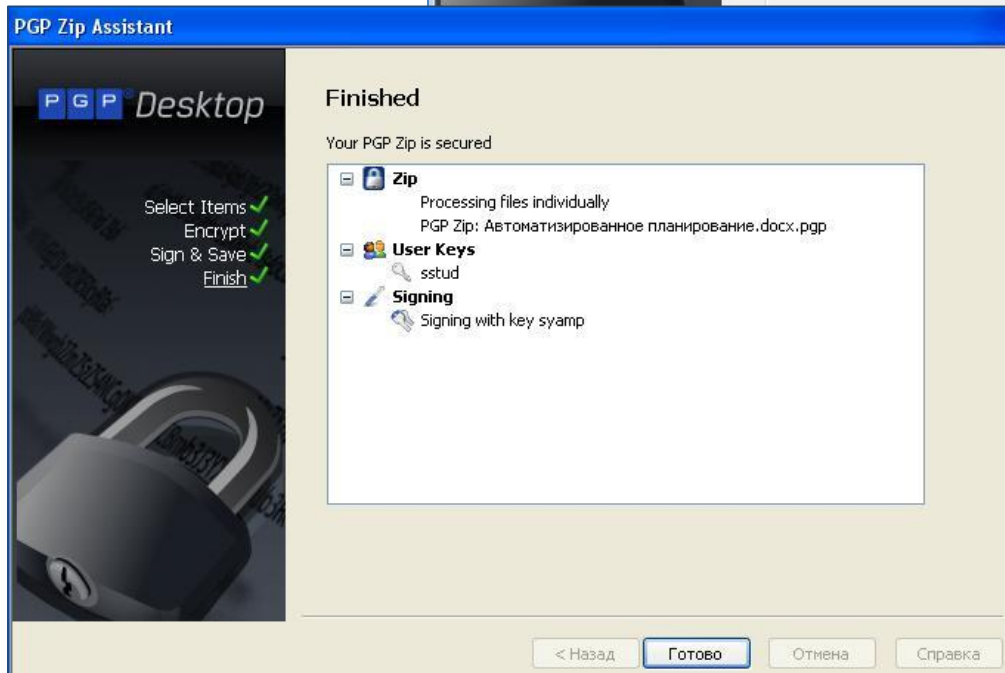 PGP Zip Assistant
PGP Desktop
Select Items
Encrypt
Sign & Save
Finish
Finished
Your PGP Zip is secured
Zip
Processing files individually
PGP Zip: Автоматизированное планирование.docx.pgp
User Keys
sstud
Signing
Signing with key syamp
< Назад
Готово
Отмена
Справка